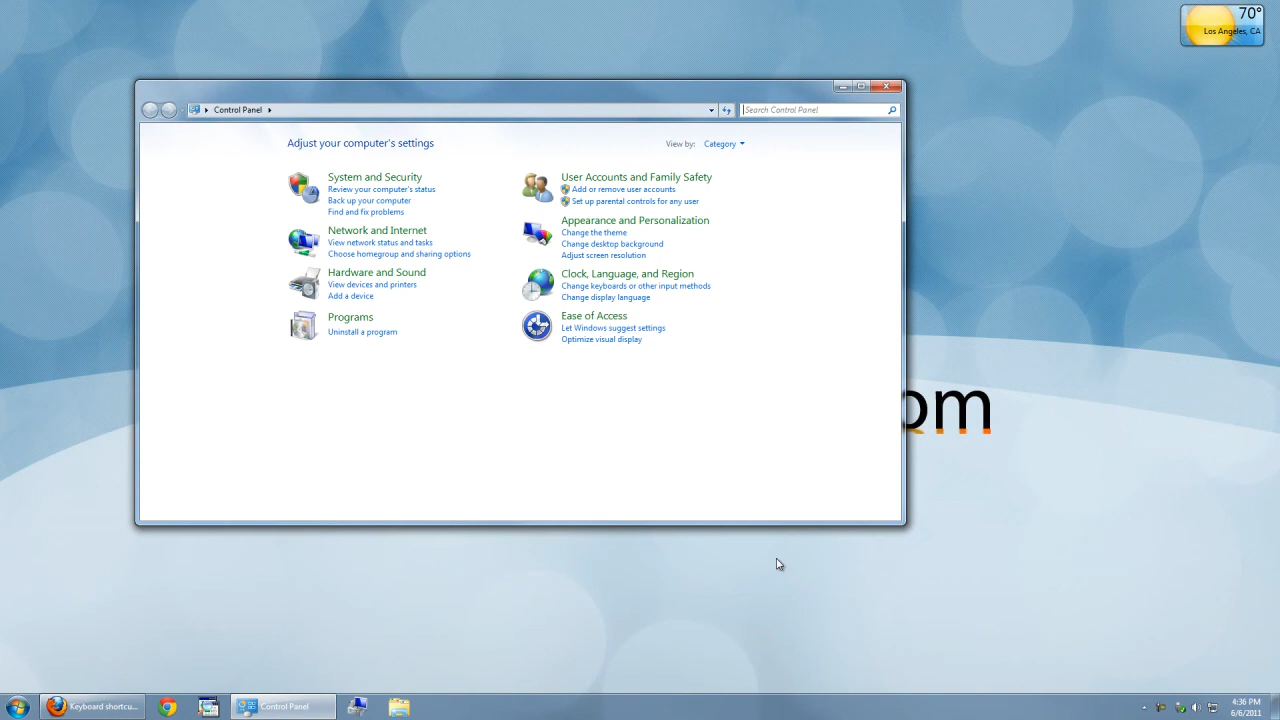 70°
Los Angeles, CA
Control Panel
Search Control Panel
Adjust your computer's settings
View by: Category
System and Security
Review your computer's status
Back up your computer
Find and fix problems
Network and Internet
View network status and tasks
Choose homegroup and sharing options
Hardware and Sound
View devices and printers
Add a device
Programs
Uninstall a program
User Accounts and Family Safety
Add or remove user accounts
Set up parental controls for any user
Appearance and Personalization
Change the theme
Change desktop background
Adjust screen resolution
Clock, Language, and Region
Change keyboards or other input methods
Change display language
Ease of Access
Let Windows suggest settings
Optimize visual display
om
Keyboard shortcu...
Control Panel
4:36 PM
6/6/2011